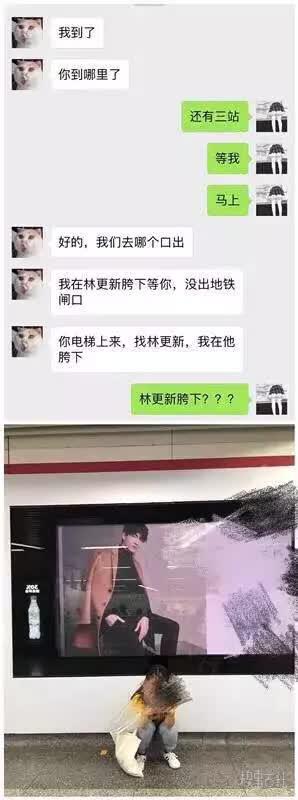 我到了
你到哪里了
还有三站
等我
马上
好的，我们去哪个口出
我在林更新胯下等你，没出地铁
闸口
你电梯上来，找林更新，我在他
胯下
林更新胯下？？？